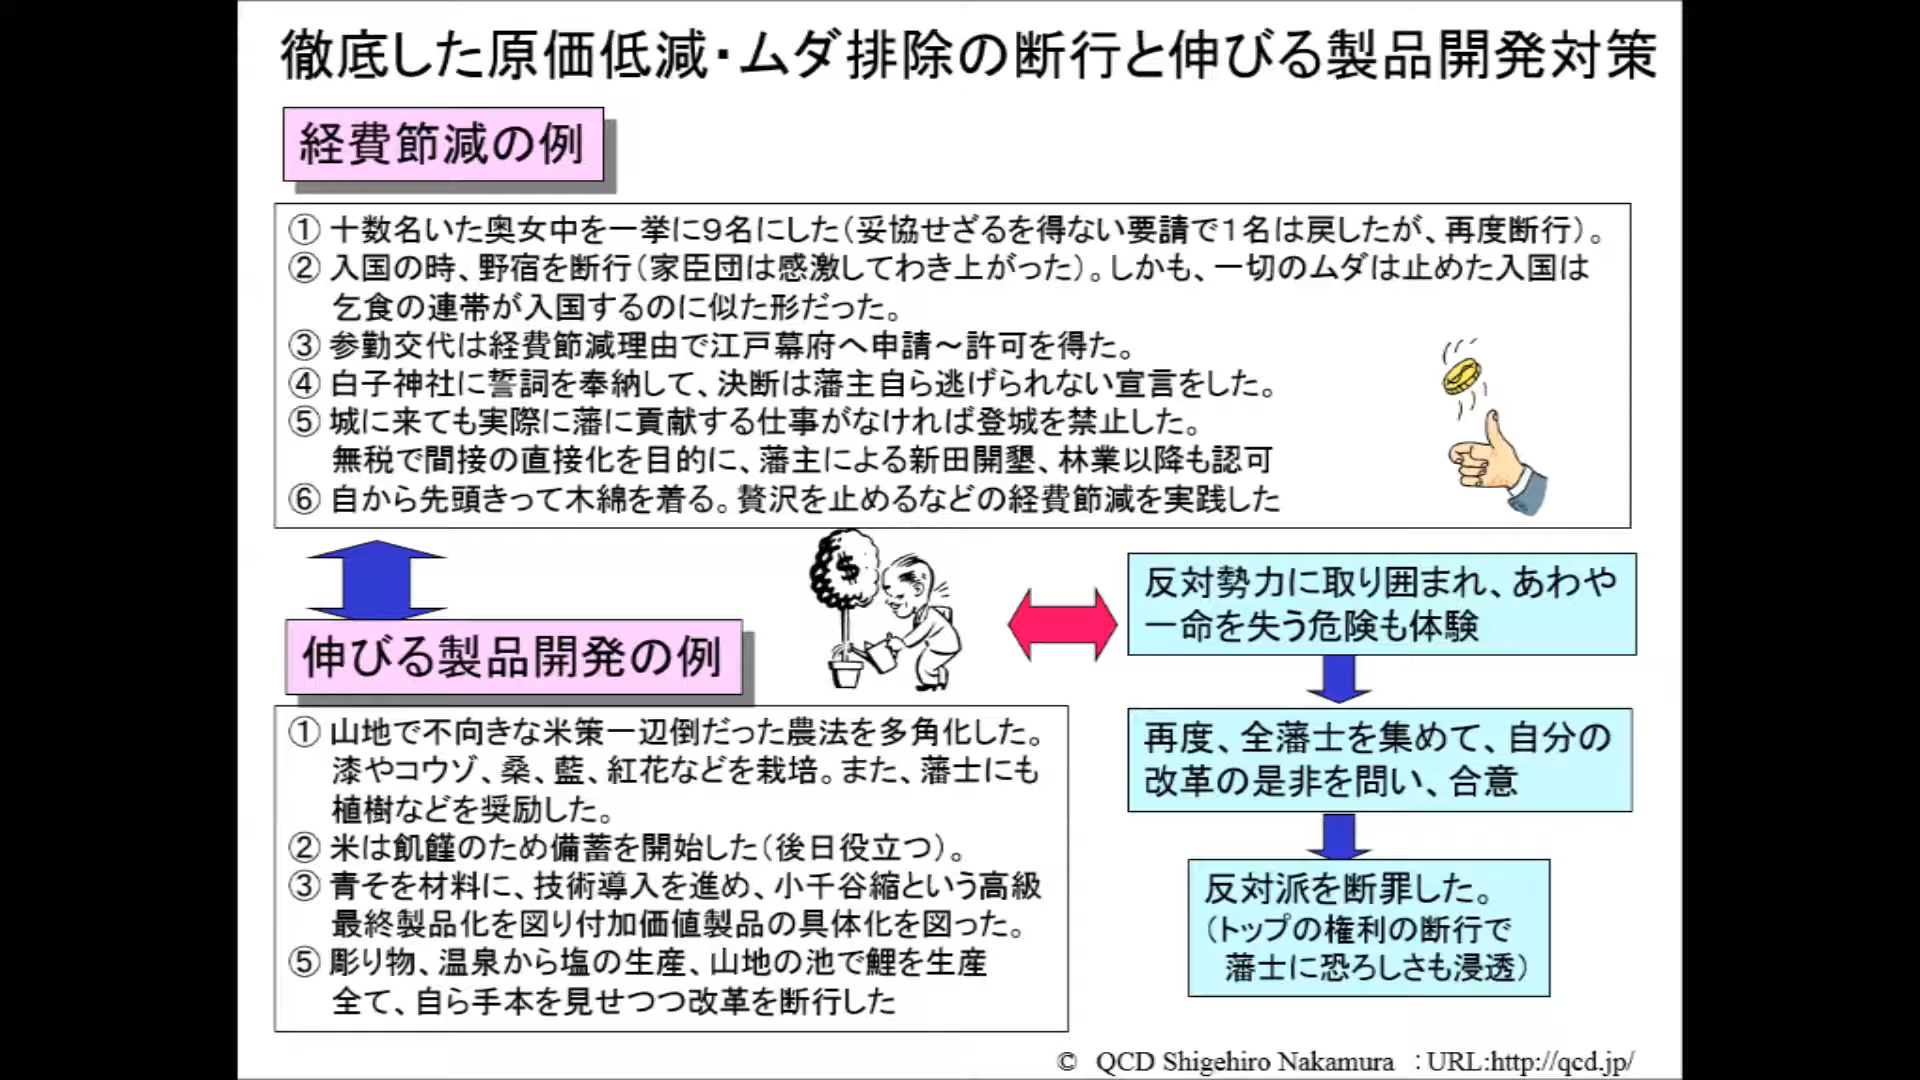 徹底した原価低減・ムダ排除の断行と伸びる製品開発対策
経費節減の例
① 十数名いた奥女中を一挙に９名にした（妥協せざるを得ない要請で１名は戻したが、再度断行）。
② 入国の時、野宿を断行（家臣団は感激してわき上がった）。しかも、一切のムダは止めた入国は
乞食の連帯が入国するのに似た形だった。
③ 参勤交代は経費節減理由で江戸幕府へ申請～許可を得た。
④ 白子神社に誓詞を奉納して、決断は藩主自ら逃げられない宣言をした。
⑤ 城に来ても実際に藩に貢献する仕事がなければ登城を禁止した。
無税で間接の直接化を目的に、藩主による新田開墾、林業以降も認可
⑥ 自から先頭きって木綿を着る。贅沢を止めるなどの経費節減を実践した
$
反対勢力に取り囲まれ、あわや
一命を失う危険も体験
伸びる製品開発の例
① 山地で不向きな米策一辺倒だった農法を多角化した。
漆やコウゾ、桑、藍、紅花などを栽培。また、藩士にも
植樹などを奨励した。
② 米は飢饉のため備蓄を開始した（後日役立つ）。
③ 青そを材料に、技術導入を進め、小千谷縮という高級
最終製品化を図り付加価値製品の具体化を図った。
⑤ 彫り物、温泉から塩の生産、山地の池で鯉を生産
全て、自ら手本を見せつつ改革を断行した
再度、全藩士を集めて、自分の
改革の是非を問い、合意
反対派を断罪した。
（トップの権利の断行で
藩士に恐ろしさも浸透）
© QCD Shigehiro Nakamura ：URL:http://qcd.jp/